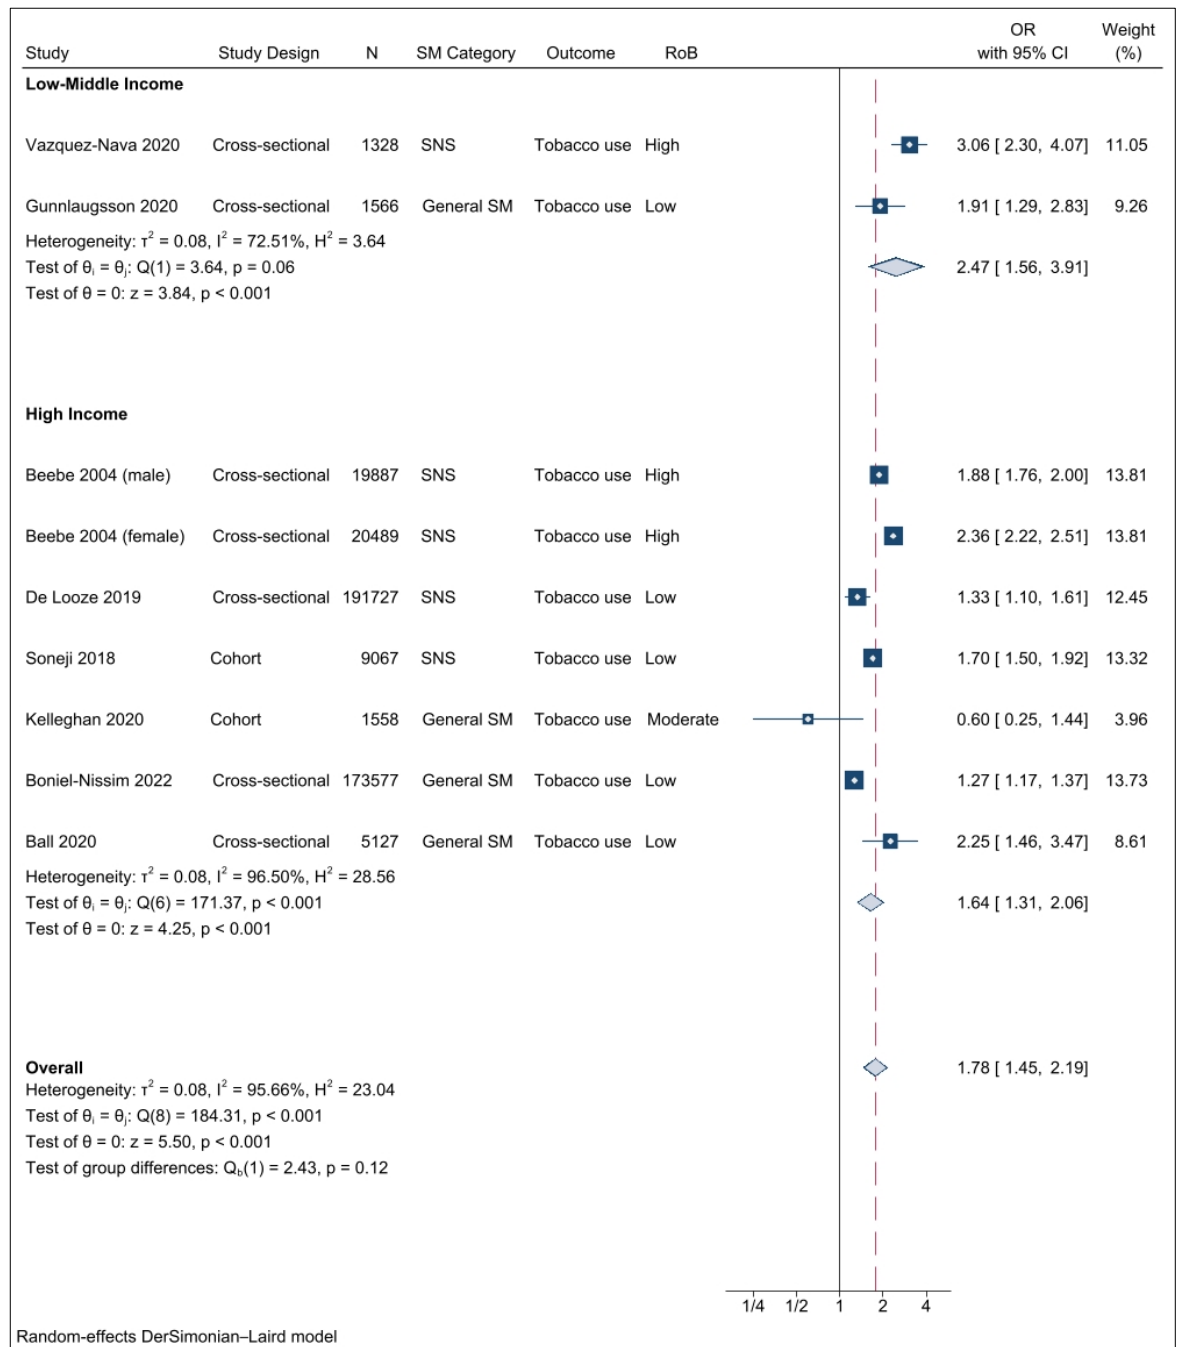 OR Weight
Study Study Design N SM Category Outcome RoB with 95% CI (%)
Low-Middle Income
Vazquez-Nava 2020 Cross-sectional 1328 SNS Tobacco use High 3.06 [ 2.30, 4.07] 11.05
Gunnlaugsson 2020 Cross-sectional 1566 General SM Tobacco use Low 1.91 [ 1.29, 2.83] 9.26
Heterogeneity: τ² = 0.08, I² = 72.51%, H² = 3.64
Test of θᵢ = θⱼ: Q(1) = 3.64, p = 0.06 2.47 [ 1.56, 3.91]
Test of θ = 0: z = 3.84, p < 0.001
High Income
Beebe 2004 (male) Cross-sectional 19887 SNS Tobacco use High 1.88 [ 1.76, 2.00] 13.81
Beebe 2004 (female) Cross-sectional 20489 SNS Tobacco use High 2.36 [ 2.22, 2.51] 13.81
De Looze 2019 Cross-sectional 191727 SNS Tobacco use Low 1.33 [ 1.10, 1.61] 12.45
Soneji 2018 Cohort 9067 SNS Tobacco use Low 1.70 [ 1.50, 1.92] 13.32
Kelleghan 2020 Cohort 1558 General SM Tobacco use Moderate 0.60 [ 0.25, 1.44] 3.96
Boniel-Nissim 2022 Cross-sectional 173577 General SM Tobacco use Low 1.27 [ 1.17, 1.37] 13.73
Ball 2020 Cross-sectional 5127 General SM Tobacco use Low 2.25 [ 1.46, 3.47] 8.61
Heterogeneity: τ² = 0.08, I² = 96.50%, H² = 28.56
Test of θᵢ = θⱼ: Q(6) = 171.37, p < 0.001 1.64 [ 1.31, 2.06]
Test of θ = 0: z = 4.25, p < 0.001
Overall 1.78 [ 1.45, 2.19]
Heterogeneity: τ² = 0.08, I² = 95.66%, H² = 23.04
Test of θᵢ = θⱼ: Q(8) = 184.31, p < 0.001
Test of θ = 0: z = 5.50, p < 0.001
Test of group differences: Q_b(1) = 2.43, p = 0.12
1/4 1/2 1 2 4
Random-effects DerSimonian–Laird model